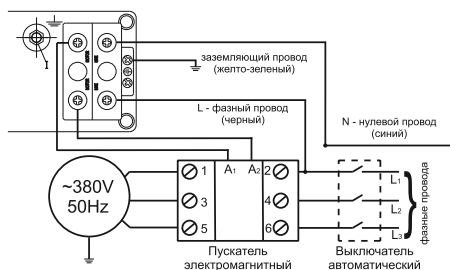 I
заземляющий провод
(желто-зеленый)
L - фазный провод
(черный)
N - нулевой провод
(синий)
~380V
50Hz
1 A1 A2 2
3 4
5 6
L1
L2
L3
фазные провода
Пускатель
электромагнитный
Выключатель
автоматический